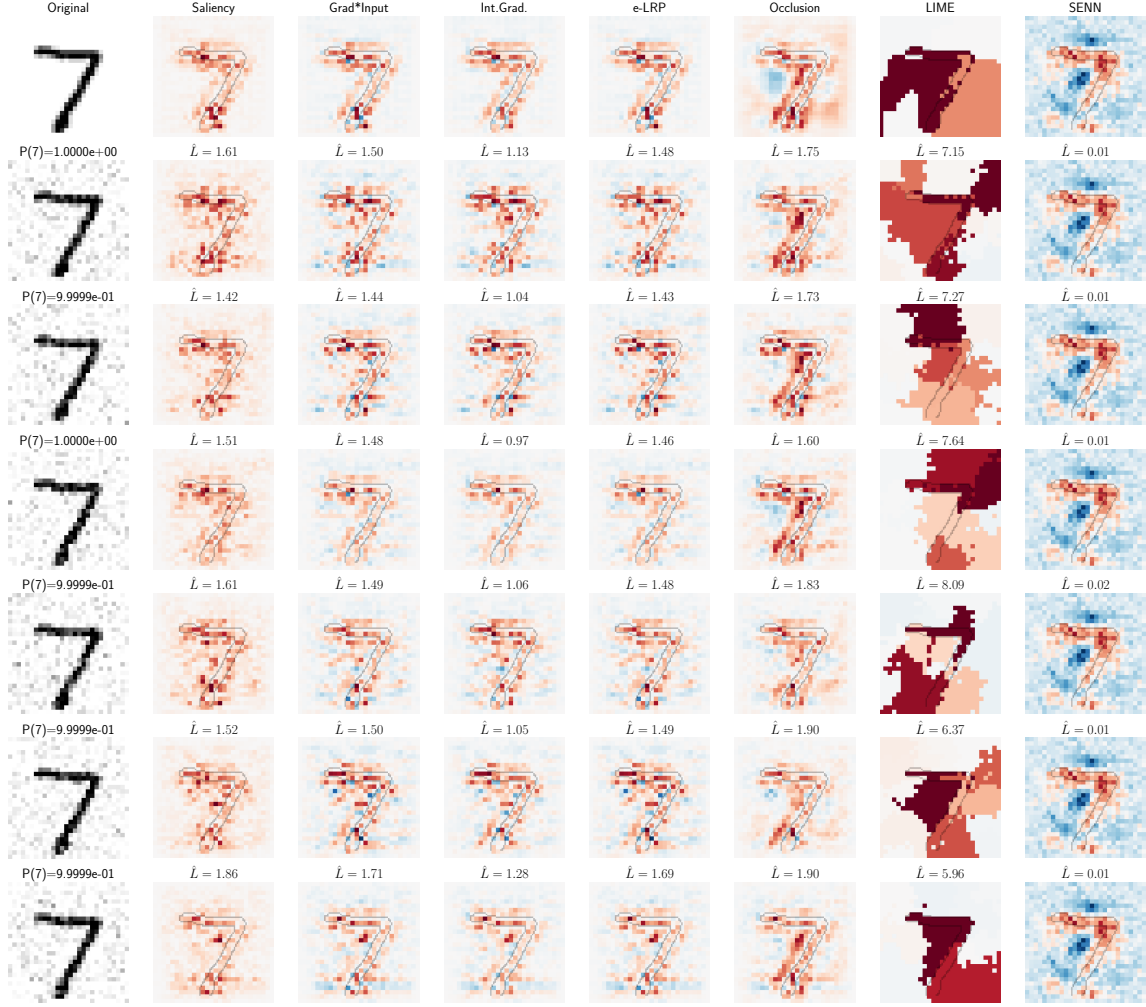 Original Saliency Grad*Input Int.Grad. e-LRP Occlusion LIME SENN
P(7)=1.0000e+00 L̂ = 1.61 L̂ = 1.50 L̂ = 1.13 L̂ = 1.48 L̂ = 1.75 L̂ = 7.15 L̂ = 0.01
P(7)=9.9999e-01 L̂ = 1.42 L̂ = 1.44 L̂ = 1.04 L̂ = 1.43 L̂ = 1.73 L̂ = 7.27 L̂ = 0.01
P(7)=1.0000e+00 L̂ = 1.51 L̂ = 1.48 L̂ = 0.97 L̂ = 1.46 L̂ = 1.60 L̂ = 7.64 L̂ = 0.01
P(7)=9.9999e-01 L̂ = 1.61 L̂ = 1.49 L̂ = 1.06 L̂ = 1.48 L̂ = 1.83 L̂ = 8.09 L̂ = 0.02
P(7)=9.9999e-01 L̂ = 1.52 L̂ = 1.50 L̂ = 1.05 L̂ = 1.49 L̂ = 1.90 L̂ = 6.37 L̂ = 0.01
P(7)=9.9999e-01 L̂ = 1.86 L̂ = 1.71 L̂ = 1.28 L̂ = 1.69 L̂ = 1.90 L̂ = 5.96 L̂ = 0.01